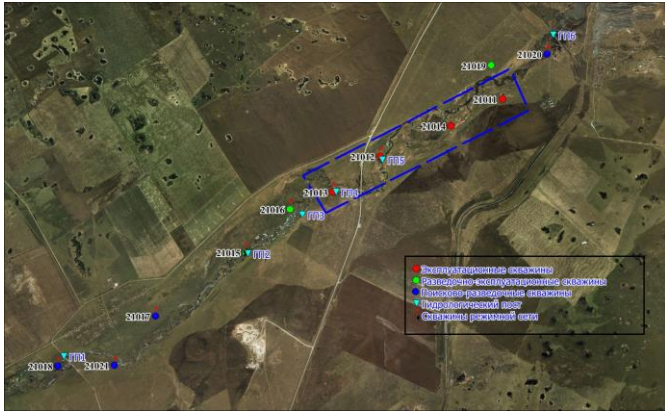 ГП6
21020
21019
21011
21014
21012
ГП5
21013
ГП4
21016
ГП3
21015
ГП2
Эксплуатационные скважины
Разведочно-эксплуатационные скважины
Поисково-разведочные скважины
Гидрологический пост
Скважины режимной сети
21017
ГП1
21018
21021